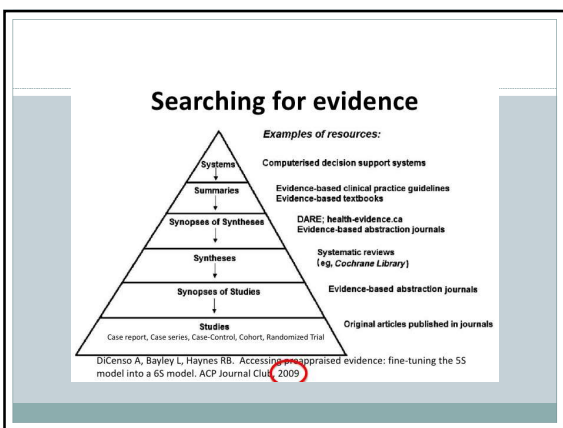 Searching for evidence
Examples of resources:
Systems
Computerised decision support systems
Summaries
Evidence-based clinical practice guidelines
Evidence-based textbooks
Synopses of Syntheses
DARE; health-evidence.ca
Evidence-based abstraction journals
Syntheses
Systematic reviews
(eg, Cochrane Library)
Synopses of Studies
Evidence-based abstraction journals
Studies
Original articles published in journals
Case report, Case series, Case-Control, Cohort, Randomized Trial
DiCenso A, Bayley L, Haynes RB. Accessing preappraised evidence: fine-tuning the 5S
model into a 6S model. ACP Journal Club, 2009